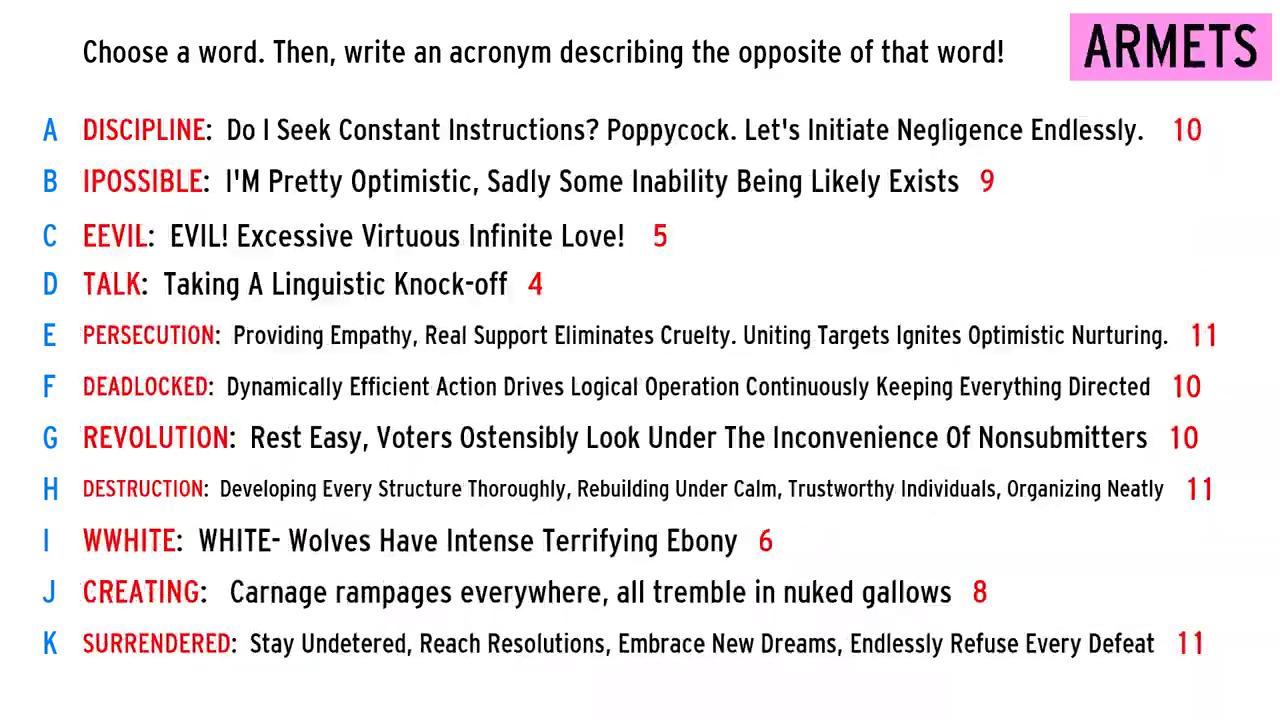 Choose a word. Then, write an acronym describing the opposite of that word!
ARMETS
A DISCIPLINE: Do I Seek Constant Instructions? Poppycock. Let's Initiate Negligence Endlessly. 10
B IPOSSIBLE: I'M Pretty Optimistic, Sadly Some Inability Being Likely Exists 9
C EEVIL: EVIL! Excessive Virtuous Infinite Love! 5
D TALK: Taking A Linguistic Knock-off 4
E PERSECUTION: Providing Empathy, Real Support Eliminates Cruelty. Uniting Targets Ignites Optimistic Nurturing. 11
F DEADLOCKED: Dynamically Efficient Action Drives Logical Operation Continuously Keeping Everything Directed 10
G REVOLUTION: Rest Easy, Voters Ostensibly Look Under The Inconvenience Of Nonsubmitters 10
H DESTRUCTION: Developing Every Structure Thoroughly, Rebuilding Under Calm, Trustworthy Individuals, Organizing Neatly 11
I WWHITE: WHITE- Wolves Have Intense Terrifying Ebony 6
J CREATING: Carnage rampages everywhere, all tremble in nuked gallows 8
K SURRENDERED: Stay Undetered, Reach Resolutions, Embrace New Dreams, Endlessly Refuse Every Defeat 11